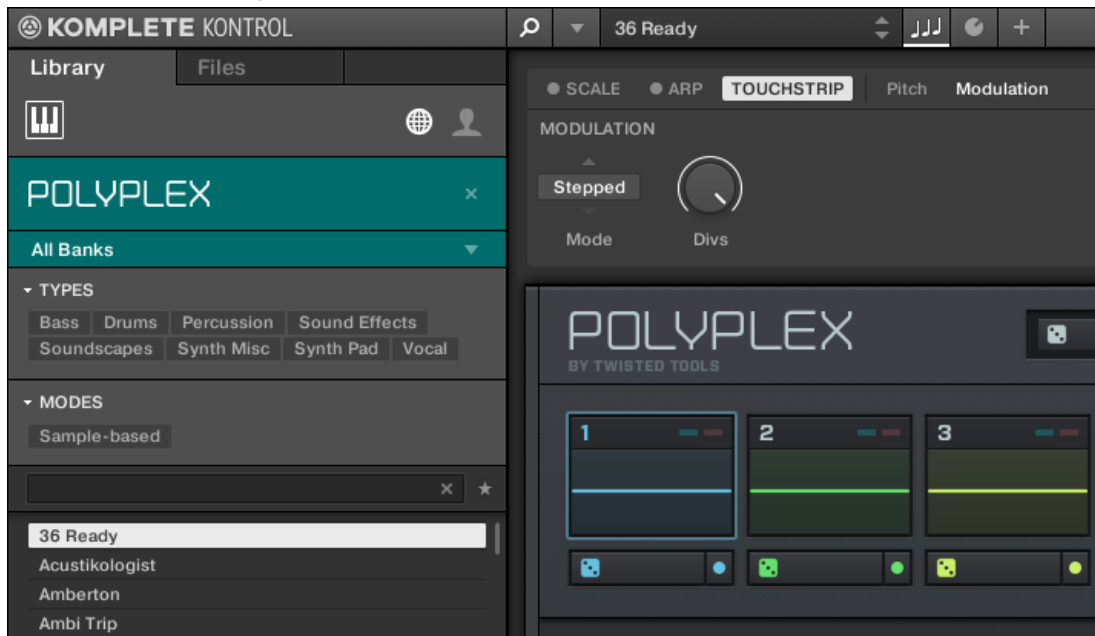 KOMPLETE KONTROL
36 Ready
Library Files
POLYPLEX
All Banks
TYPES
Bass Drums Percussion Sound Effects
Soundscapes Synth Misc Synth Pad Vocal
MODES
Sample-based
36 Ready
Acustikologist
Amberton
Ambi Trip
SCALE ARP TOUCHSTRIP Pitch Modulation
MODULATION
Stepped
Mode Divs
POLYPLEX
BY TWISTED TOOLS
1 2 3